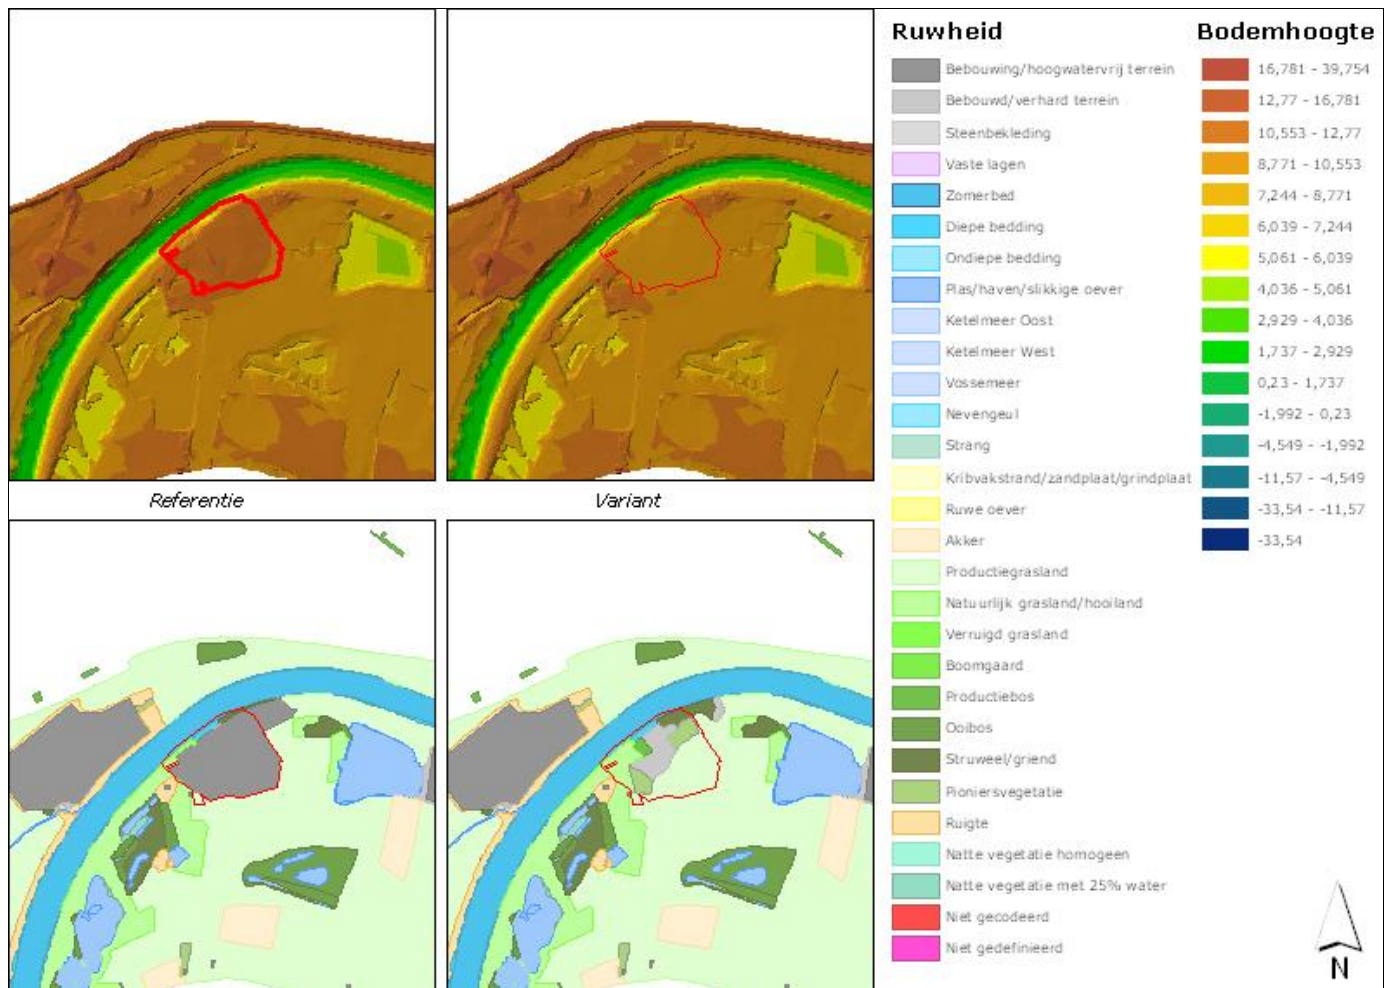 Ruwheid
Bebouwing/hoogwatervrij terrein
Bebouwd/verhard terrein
Steenbekleding
Vaste lagen
Zomerbed
Diepe bedding
Ondiepe bedding
Plas/haven/slikkige oever
Ketelmeer Oost
Ketelmeer West
Vossemeer
Nevengeul
Strang
Kribvakstrand/zandplaat/grindplaat
Ruwe oever
Akker
Productiegrasland
Natuurlijk grasland/hooiland
Verruigd grasland
Boomgaard
Productiebos
Ooibos
Struweel/griend
Pioniersvegetatie
Ruigte
Natte vegetatie homogeen
Natte vegetatie met 25% water
Niet gecodeerd
Niet gedefinieerd
Bodemhoogte
16,781 - 39,754
12,77 - 16,781
10,553 - 12,77
8,771 - 10,553
7,244 - 8,771
6,039 - 7,244
5,061 - 6,039
4,036 - 5,061
2,929 - 4,036
1,737 - 2,929
0,23 - 1,737
-1,992 - 0,23
-4,549 - -1,992
-11,57 - -4,549
-33,54 - -11,57
-33,54
Referentie
Variant
N